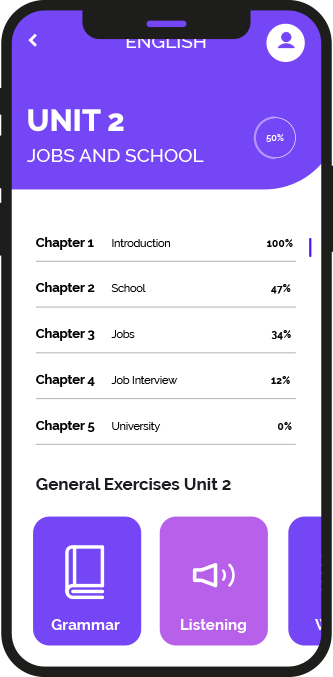 ENGLISH
UNIT 2
JOBS AND SCHOOL
50%
Chapter 1 Introduction 100%
Chapter 2 School 47%
Chapter 3 Jobs 34%
Chapter 4 Job Interview 12%
Chapter 5 University 0%
General Exercises Unit 2
Grammar Listening